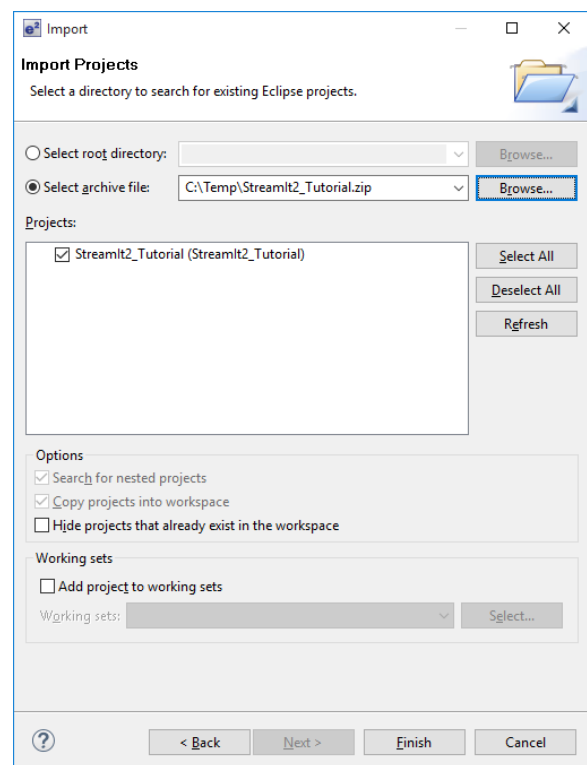 e² Import
Import Projects
Select a directory to search for existing Eclipse projects.
Select root directory:
Browse...
Select archive file:
C:\Temp\StreamIt2_Tutorial.zip
Browse...
Projects:
StreamIt2_Tutorial (StreamIt2_Tutorial)
Select All
Deselect All
Refresh
Options
Search for nested projects
Copy projects into workspace
Hide projects that already exist in the workspace
Working sets
Add project to working sets
Working sets:
Select...
?
< Back
Next >
Finish
Cancel